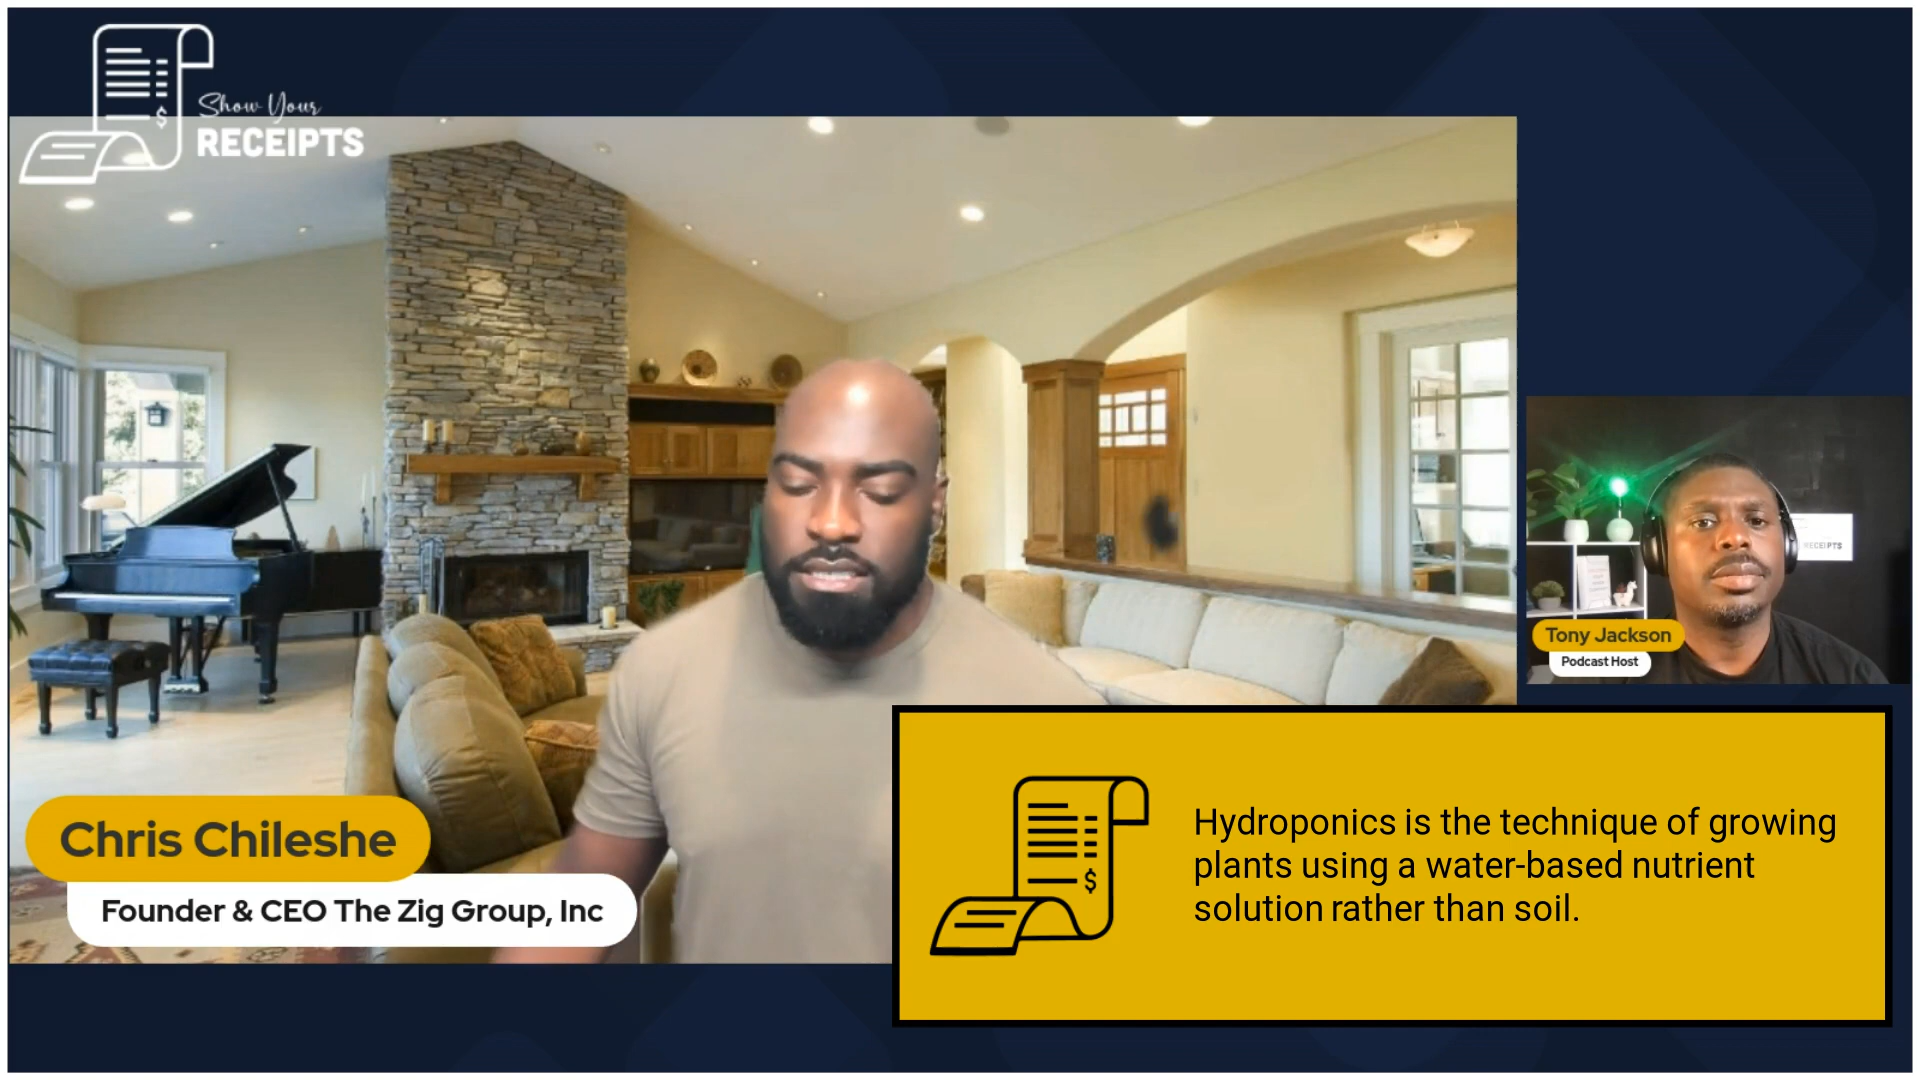 Show Your
RECEIPTS
$
RECEIPTS
Tony Jackson
Podcast Host
Chris Chileshe
Founder & CEO The Zig Group, Inc
$
Hydroponics is the technique of growing
plants using a water-based nutrient
solution rather than soil.